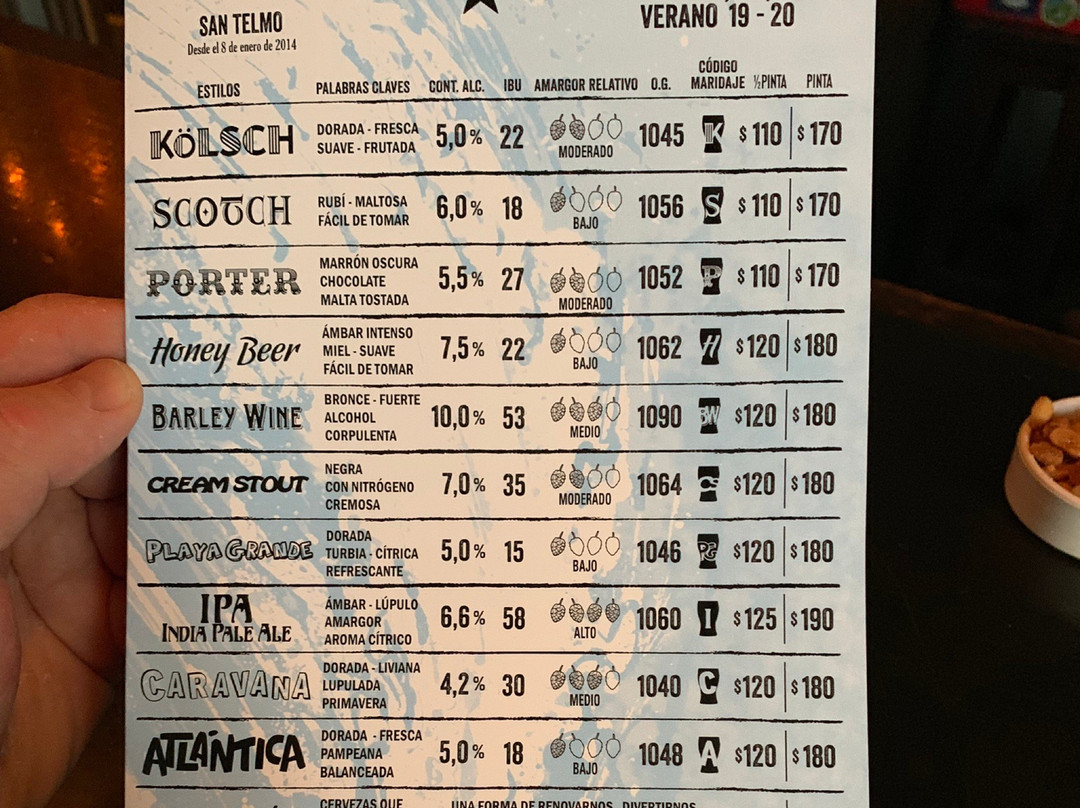 SAN TELMO
Desde el 8 de enero de 2014
VERANO 19 - 20
ESTILOS PALABRAS CLAVES CONT. ALC. IBU AMARGOR RELATIVO O.G. CÓDIGO MARIDAJE ½PINTA PINTA
KÖLSCH DORADA - FRESCA 5,0% 22 MODERADO 1045 K $110 $170
SUAVE - FRUTADA
SCOTCH RUBÍ - MALTOSA 6,0% 18 BAJO 1056 S $110 $170
FÁCIL DE TOMAR
PORTER MARRÓN OSCURA 5,5% 27 MODERADO 1052 P $110 $170
CHOCOLATE
MALTA TOSTADA
Honey Beer ÁMBAR INTENSO 7,5% 22 BAJO 1062 H $120 $180
MIEL - SUAVE
FÁCIL DE TOMAR
BARLEY WINE BRONCE - FUERTE 10,0% 53 MEDIO 1090 BW $120 $180
ALCOHOL
CORPULENTA
CREAM STOUT NEGRA 7,0% 35 MODERADO 1064 CS $120 $180
CON NITRÓGENO
CREMOSA
PLAYA GRANDE DORADA 5,0% 15 BAJO 1046 PG $120 $180
TURBIA - CÍTRICA
REFRESCANTE
IPA ÁMBAR - LÚPULO 6,6% 58 ALTO 1060 I $125 $190
INDIA PALE ALE AMARGOR
AROMA CÍTRICO
CARAVANA DORADA - LIVIANA 4,2% 30 MEDIO 1040 C $120 $180
LUPULADA
PRIMAVERA
ATLÁNTICA DORADA - FRESCA 5,0% 18 BAJO 1048 A $120 $180
PAMPEANA
BALANCEADA
CERVEZAS QUE UNA FORMA DE RENOVARNOS, DIVERTIRNOS